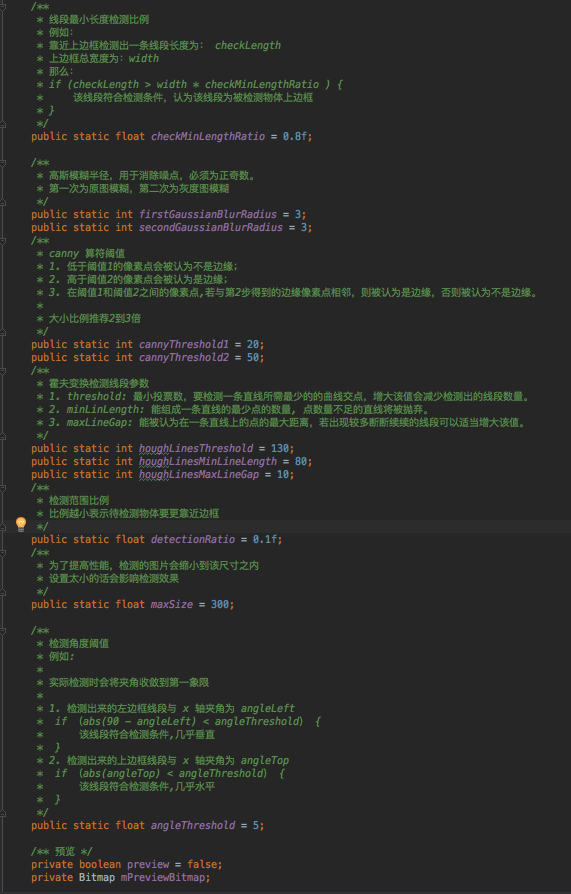 /**
 * 线段最小长度检测比例
 * 例如:
 * 靠近上边框检测出一条线段长度为： checkLength
 * 上边框总宽度为：width
 * 那么：
 * if (checkLength > width * checkMinLengthRatio ) {
 *     该线段符合检测条件，认为该线段为被检测物体上边框
 * }
 */
public static float checkMinLengthRatio = 0.8f;

/**
 * 高斯模糊半径，用于消除噪点，必须为正奇数。
 * 第一次为原图模糊，第二次为灰度图模糊
 */
public static int firstGaussianBlurRadius = 3;
public static int secondGaussianBlurRadius = 3;
/**
 * canny 算符阈值
 * 1. 低于阈值1的像素点会被认为不是边缘;
 * 2. 高于阈值2的像素点会被认为是边缘;
 * 3. 在阈值1和阈值2之间的像素点,若与第2步得到的边缘像素点相邻，则被认为是边缘，否则被认为不是边缘。
 *
 * 大小比例推荐2到3倍
 */
public static int cannyThreshold1 = 20;
public static int cannyThreshold2 = 50;
/**
 * 霍夫变换检测线段参数
 * 1. threshold: 最小投票数，要检测一条直线所需最少的的曲线交点，增大该值会减少检测出的线段数量。
 * 2. minLinLength: 能组成一条直线的最少点的数量, 点数量不足的直线将被抛弃。
 * 3. maxLineGap: 能被认为在一条直线上的点的最大距离，若出现较多断断续续的线段可以适当增大该值。
 */
public static int houghLinesThreshold = 130;
public static int houghLinesMinLineLength = 80;
public static int houghLinesMaxLineGap = 10;
/**
 * 检测范围比例
 * 比例越小表示待检测物体要更靠近边框
 */
public static float detectionRatio = 0.1f;
/**
 * 为了提高性能，检测的图片会缩小到该尺寸之内
 * 设置太小的话会影响检测效果
 */
public static float maxSize = 300;

/**
 * 检测角度阈值
 * 例如:
 *
 * 实际检测时会将夹角收敛到第一象限
 *
 * 1. 检测出来的左边框线段与 x 轴夹角为 angleLeft
 *  if （abs(90 - angleLeft) < angleThreshold） {
 *      该线段符合检测条件,几乎垂直
 *  }
 * 2. 检测出来的上边框线段与 x 轴夹角为 angleTop
 *  if （abs(angleTop) < angleThreshold） {
 *      该线段符合检测条件,几乎水平
 *  }
 */
public static float angleThreshold = 5;

/** 预览 */
private boolean preview = false;
private Bitmap mPreviewBitmap;